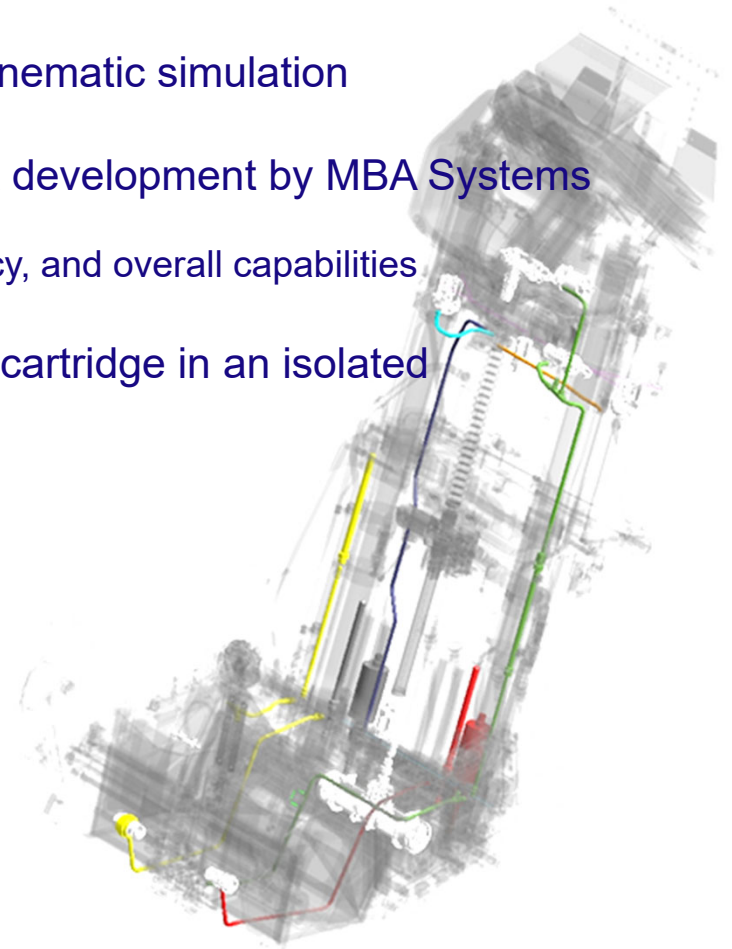 nematic simulation
development by MBA Systems
cy, and overall capabilities
cartridge in an isolated